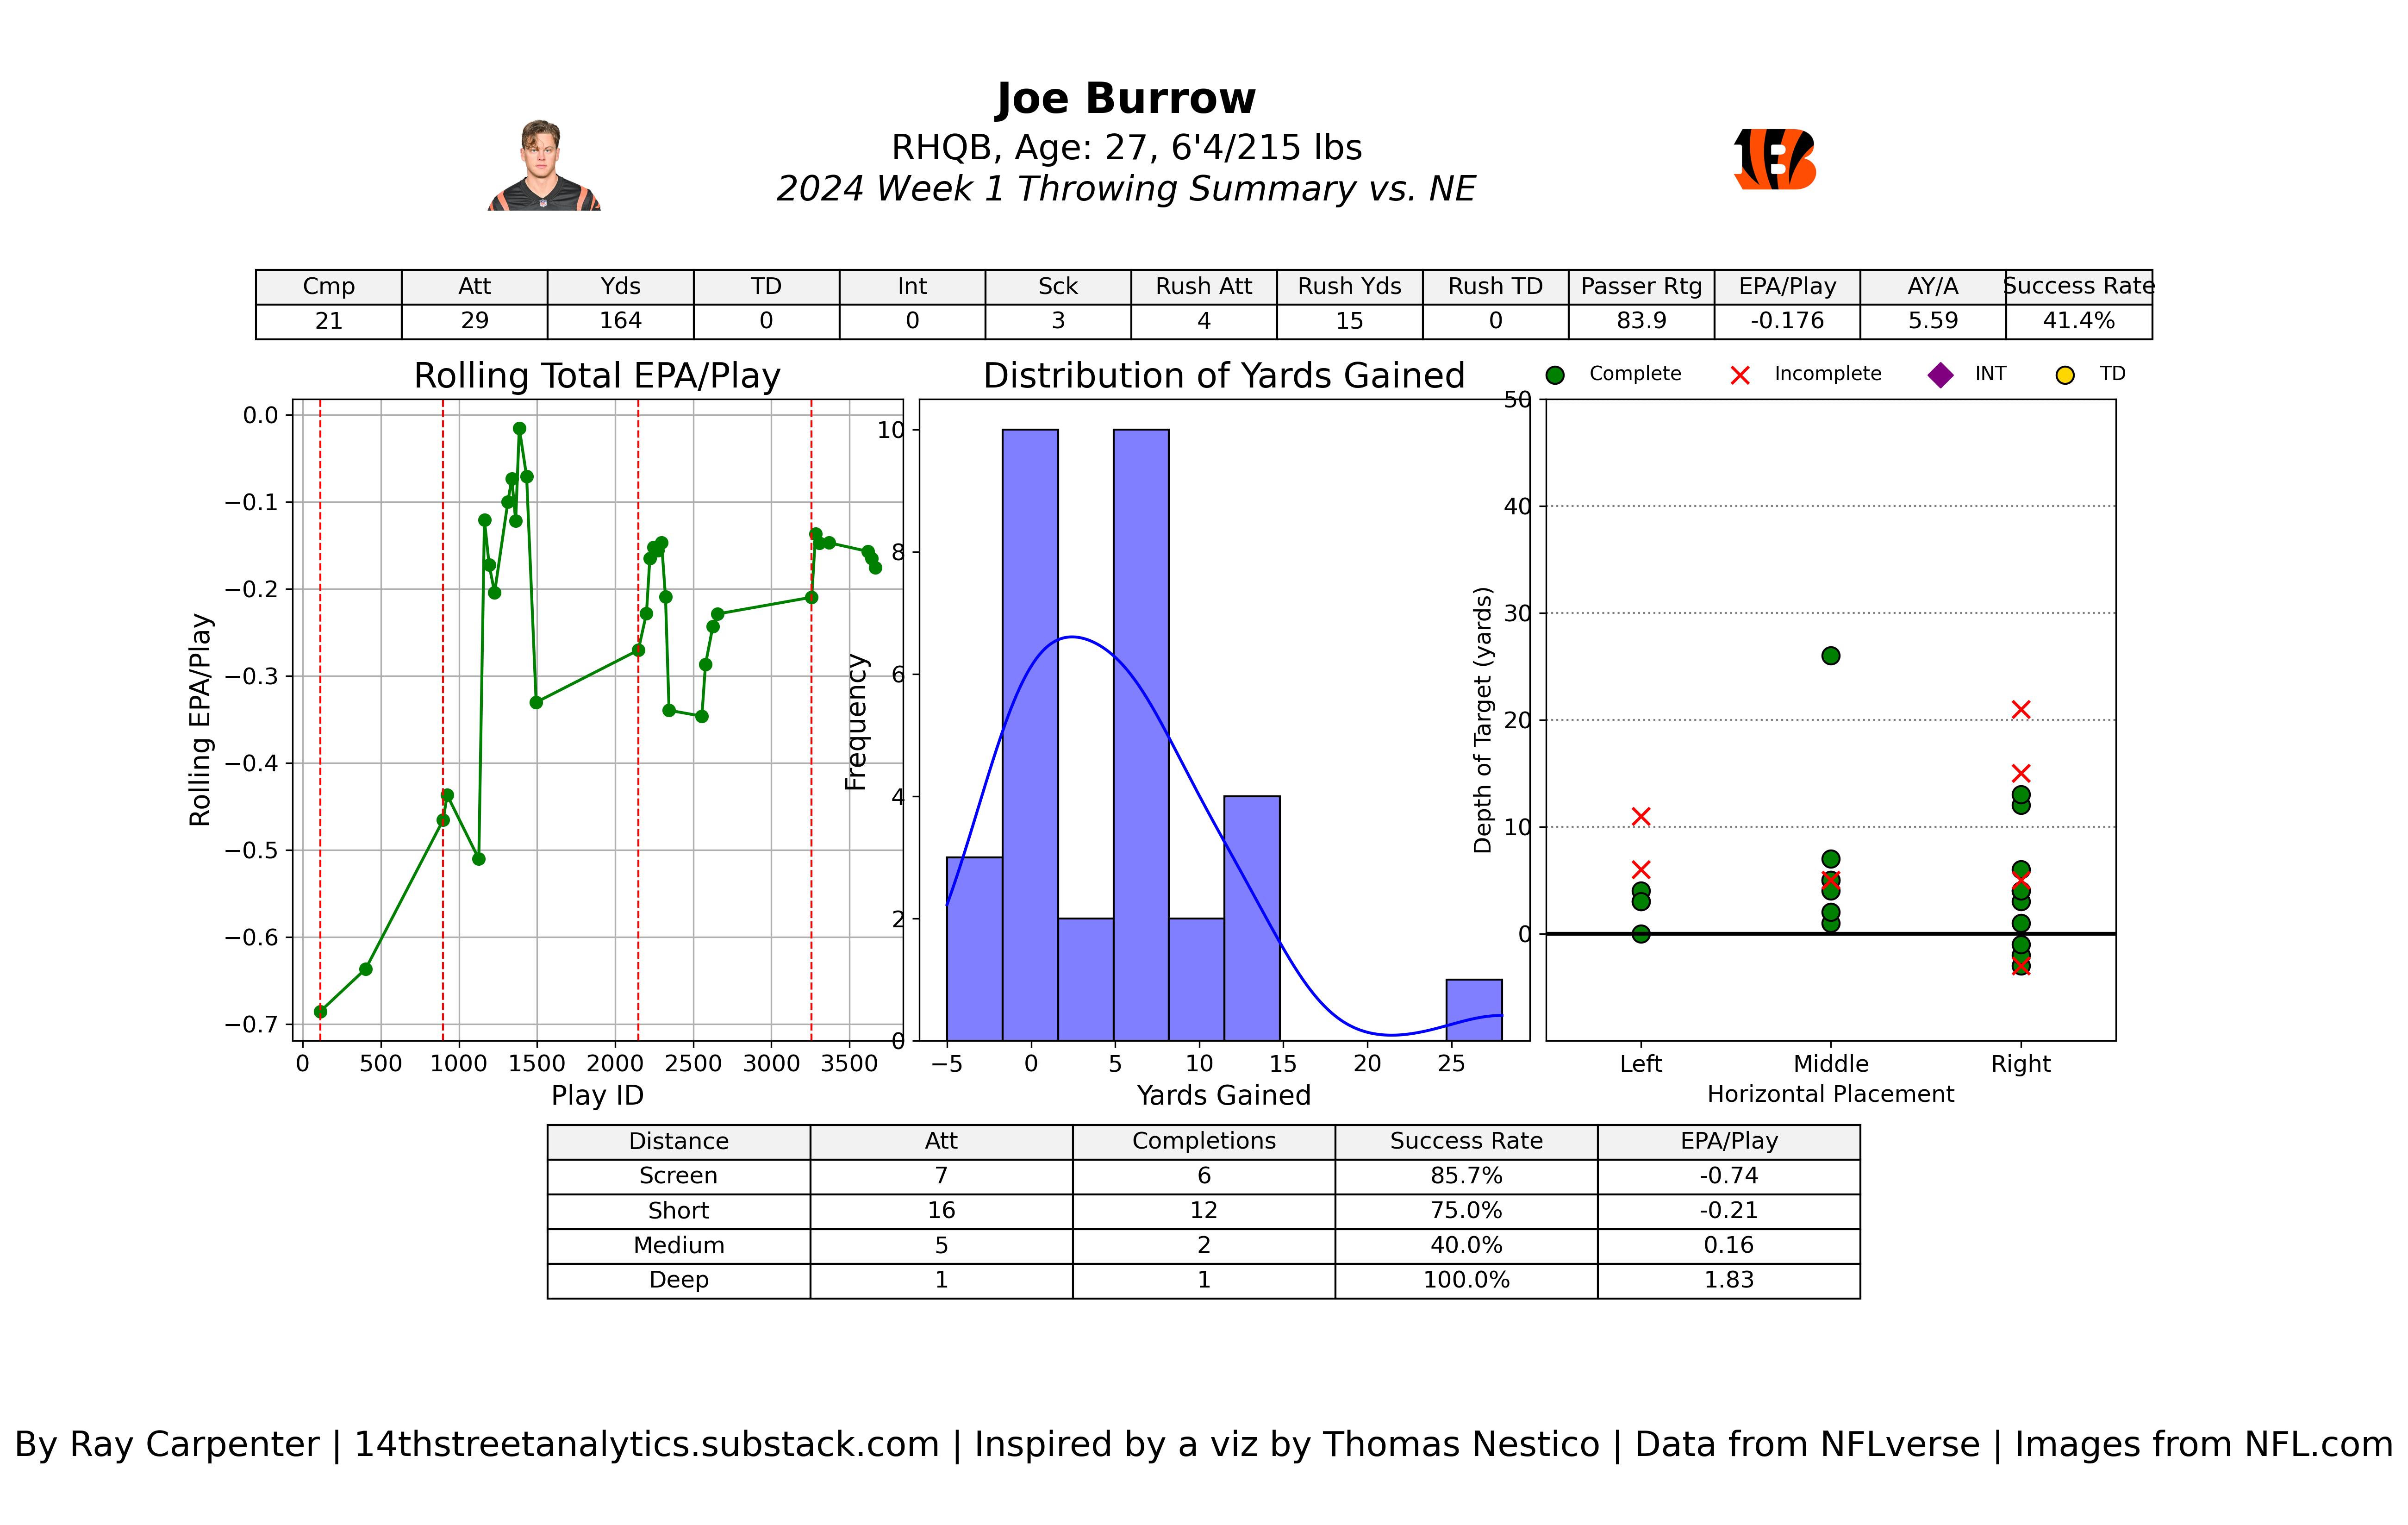 Joe Burrow
RHQB, Age: 27, 6'4/215 lbs
2024 Week 1 Throwing Summary vs. NE
Cmp Att Yds TD Int Sck Rush Att Rush Yds Rush TD Passer Rtg EPA/Play AY/A Success Rate
21 29 164 0 0 3 4 15 0 83.9 -0.176 5.59 41.4%
Rolling Total EPA/Play
0.0
−0.1
−0.2
−0.3
−0.4
−0.5
−0.6
−0.7
Rolling EPA/Play
0 500 1000 1500 2000 2500 3000 3500
Play ID
Distribution of Yards Gained
10
8
6
4
2
0
Frequency
−5 0 5 10 15 20 25
Yards Gained
Complete Incomplete INT TD
50
40
30
20
10
0
Depth of Target (yards)
Left Middle Right
Horizontal Placement
Distance Att Completions Success Rate EPA/Play
Screen 7 6 85.7% -0.74
Short 16 12 75.0% -0.21
Medium 5 2 40.0% 0.16
Deep 1 1 100.0% 1.83
By Ray Carpenter | 14thstreetanalytics.substack.com | Inspired by a viz by Thomas Nestico | Data from NFLverse | Images from NFL.com